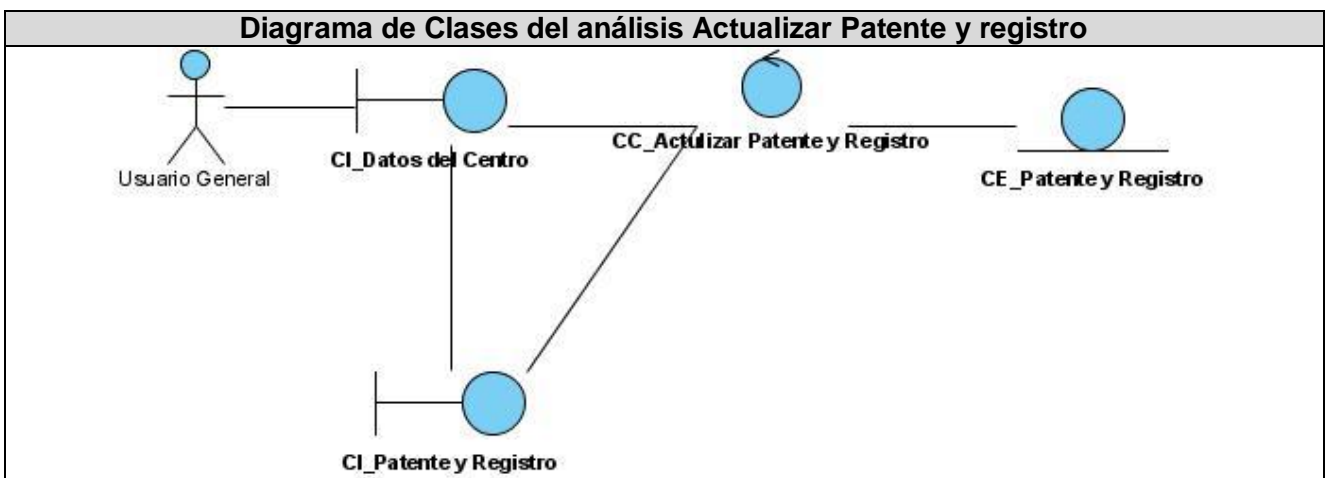 Diagrama de Clases del análisis Actualizar Patente y registro
Usuario General
CI_Datos del Centro
CC_Actulizar Patente y Registro
CE_Patente y Registro
CI_Patente y Registro